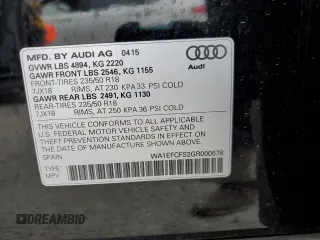 MFD. BY AUDI AG 04/15
GVWR LBS 4894, KG 2220
GAWR FRONT LBS 2546, KG 1155
FRONT-TIRES 235/50 R18
7JX18 RIMS, AT 230 KPA 33 PSI COLD
GAWR REAR LBS 2491, KG 1130
REAR-TIRES 235/50 R18
7JX18 RIMS, AT 250 KPA 36 PSI COLD
Audi
THIS VEHICLE CONFORMS TO ALL APPLICABLE
U.S. FEDERAL MOTOR VEHICLE SAFETY AND
THEFT PREVENTION STANDARDS IN EFFECT ON
THE DATE OF MANUFACTURE SHOWN ABOVE.
WA1EFCFS2GR000678
TYPE:
MPV
DREAMBID